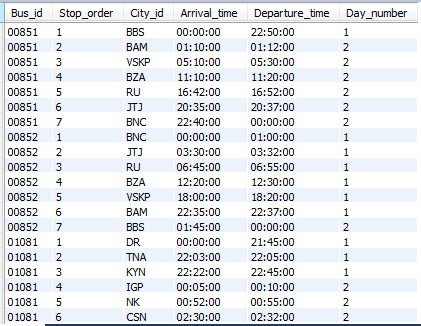 Bus_id Stop_order City_id Arrival_time Departure_time Day_number
00851 1 BBS 00:00:00 22:50:00 1
00851 2 BAM 01:10:00 01:12:00 2
00851 3 VSKP 05:10:00 05:30:00 2
00851 4 BZA 11:10:00 11:20:00 2
00851 5 RU 16:42:00 16:52:00 2
00851 6 JTJ 20:35:00 20:37:00 2
00851 7 BNC 22:40:00 00:00:00 2
00852 1 BNC 00:00:00 01:00:00 1
00852 2 JTJ 03:30:00 03:32:00 1
00852 3 RU 06:45:00 06:55:00 1
00852 4 BZA 12:20:00 12:30:00 1
00852 5 VSKP 18:00:00 18:20:00 1
00852 6 BAM 22:35:00 22:37:00 1
00852 7 BBS 01:45:00 00:00:00 2
01081 1 DR 00:00:00 21:45:00 1
01081 2 TNA 22:03:00 22:05:00 1
01081 3 KYN 22:22:00 22:45:00 1
01081 4 IGP 00:05:00 00:10:00 2
01081 5 NK 00:52:00 00:55:00 2
01081 6 CSN 02:30:00 02:32:00 2